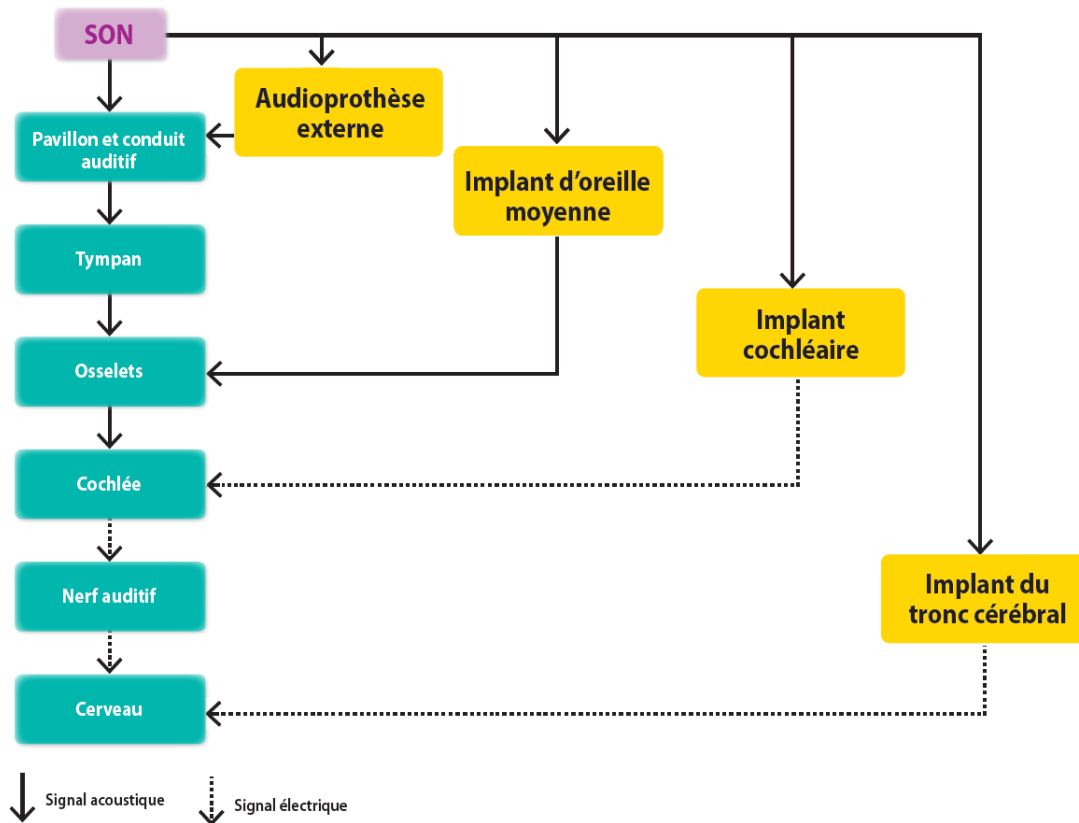 SON
Audioprothèse
externe
Pavillon et conduit
auditif
Implant d’oreille
moyenne
Tympan
Implant
cochléaire
Osselets
Cochlée
Nerf auditif
Implant du
tronc cérébral
Cerveau
Signal acoustique
Signal électrique